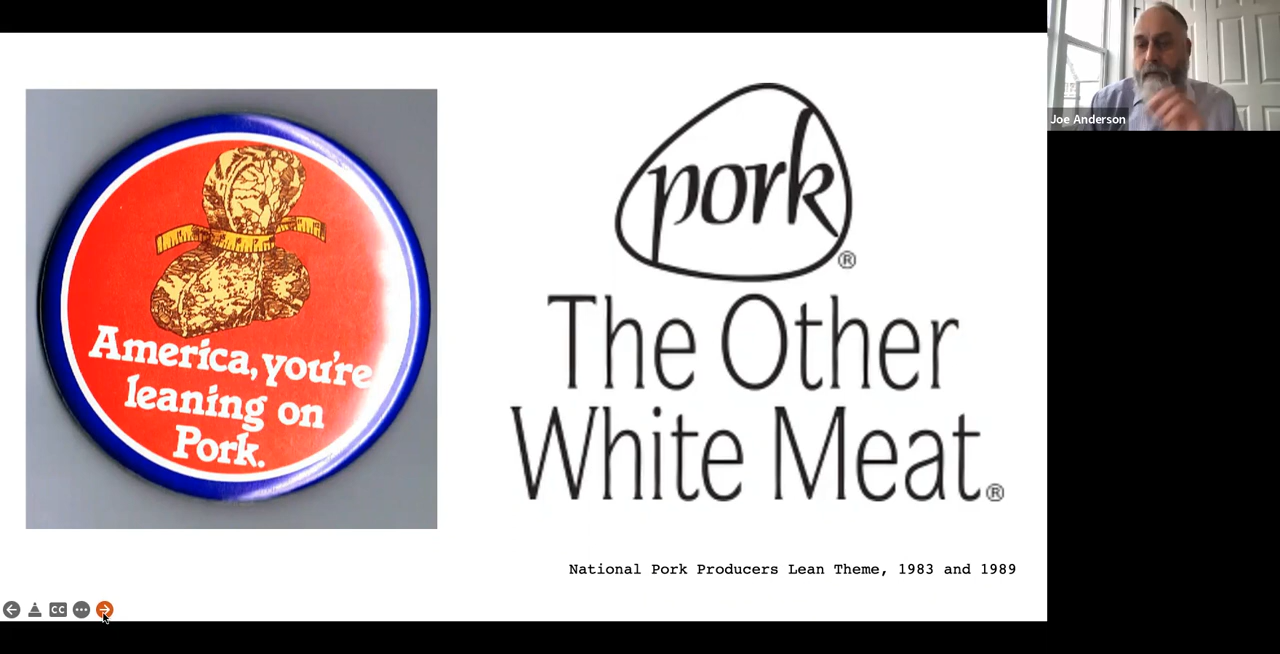 America, you're
leaning on
Pork.
pork
®
The Other
White Meat®
National Pork Producers Lean Theme, 1983 and 1989
Joe Anderson
CC